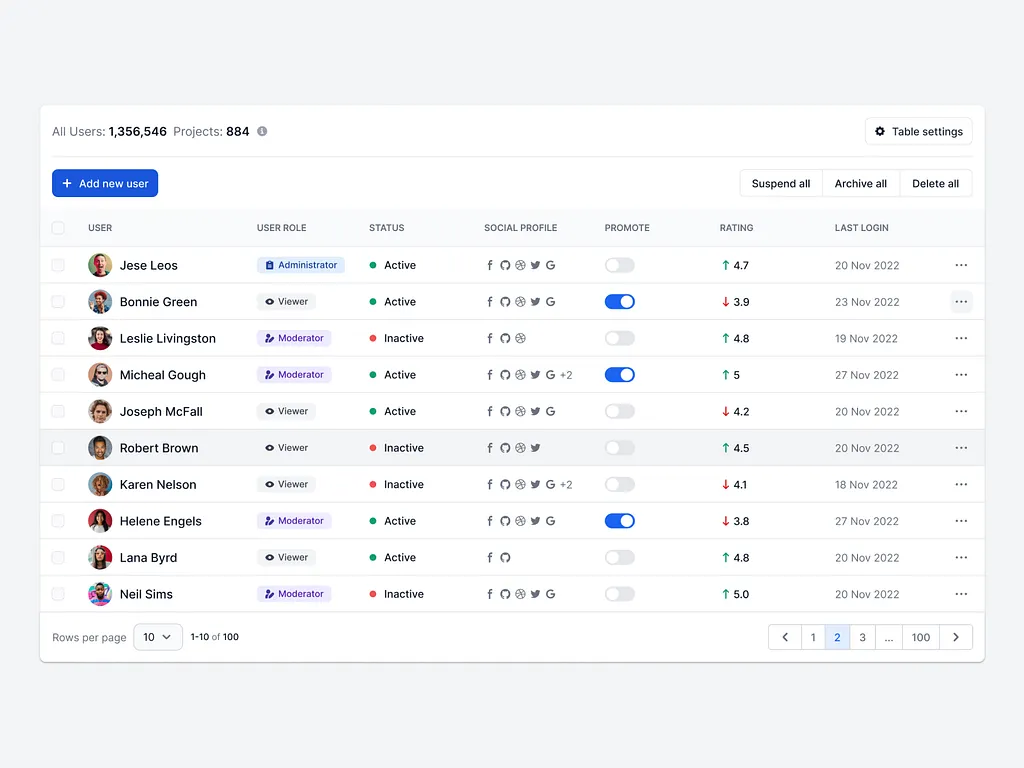 All Users: 1,356,546 Projects: 884
Table settings
Add new user
Suspend all Archive all Delete all
USER USER ROLE STATUS SOCIAL PROFILE PROMOTE RATING LAST LOGIN
Jese Leos Administrator Active 4.7 20 Nov 2022
Bonnie Green Viewer Active 3.9 23 Nov 2022
Leslie Livingston Moderator Inactive 4.8 19 Nov 2022
Micheal Gough Moderator Active +2 5 27 Nov 2022
Joseph McFall Viewer Active 4.2 20 Nov 2022
Robert Brown Viewer Inactive 4.5 20 Nov 2022
Karen Nelson Viewer Inactive +2 4.1 18 Nov 2022
Helene Engels Moderator Active 3.8 27 Nov 2022
Lana Byrd Viewer Active 4.8 20 Nov 2022
Neil Sims Moderator Inactive 5.0 20 Nov 2022
Rows per page 10 1-10 of 100 1 2 3 ... 100